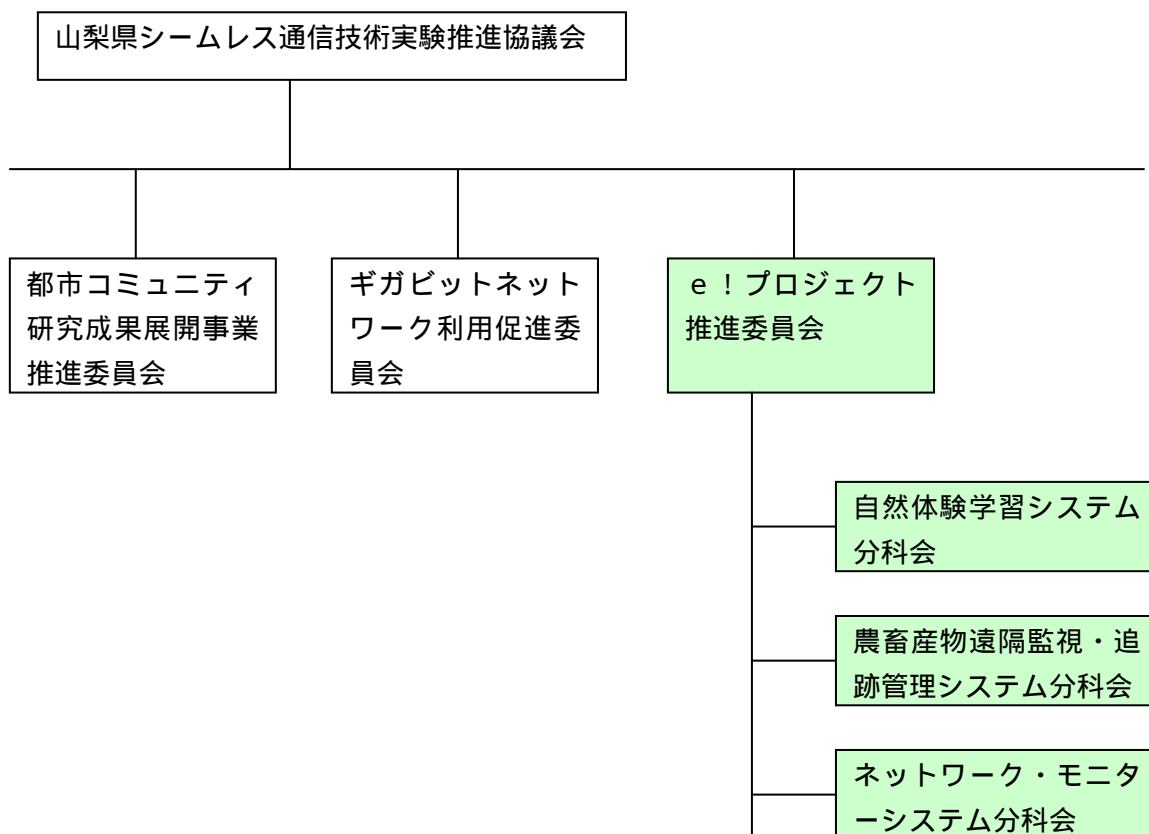 山梨県シームレス通信技術実験推進協議会
都市コミュニティ
研究成果展開事業
推進委員会
ギガビットネット
ワーク利用促進委
員会
ｅ！プロジェクト
推進委員会
自然体験学習システム
分科会
農畜産物遠隔監視・追
跡管理システム分科会
ネットワーク・モニタ
ーシステム分科会